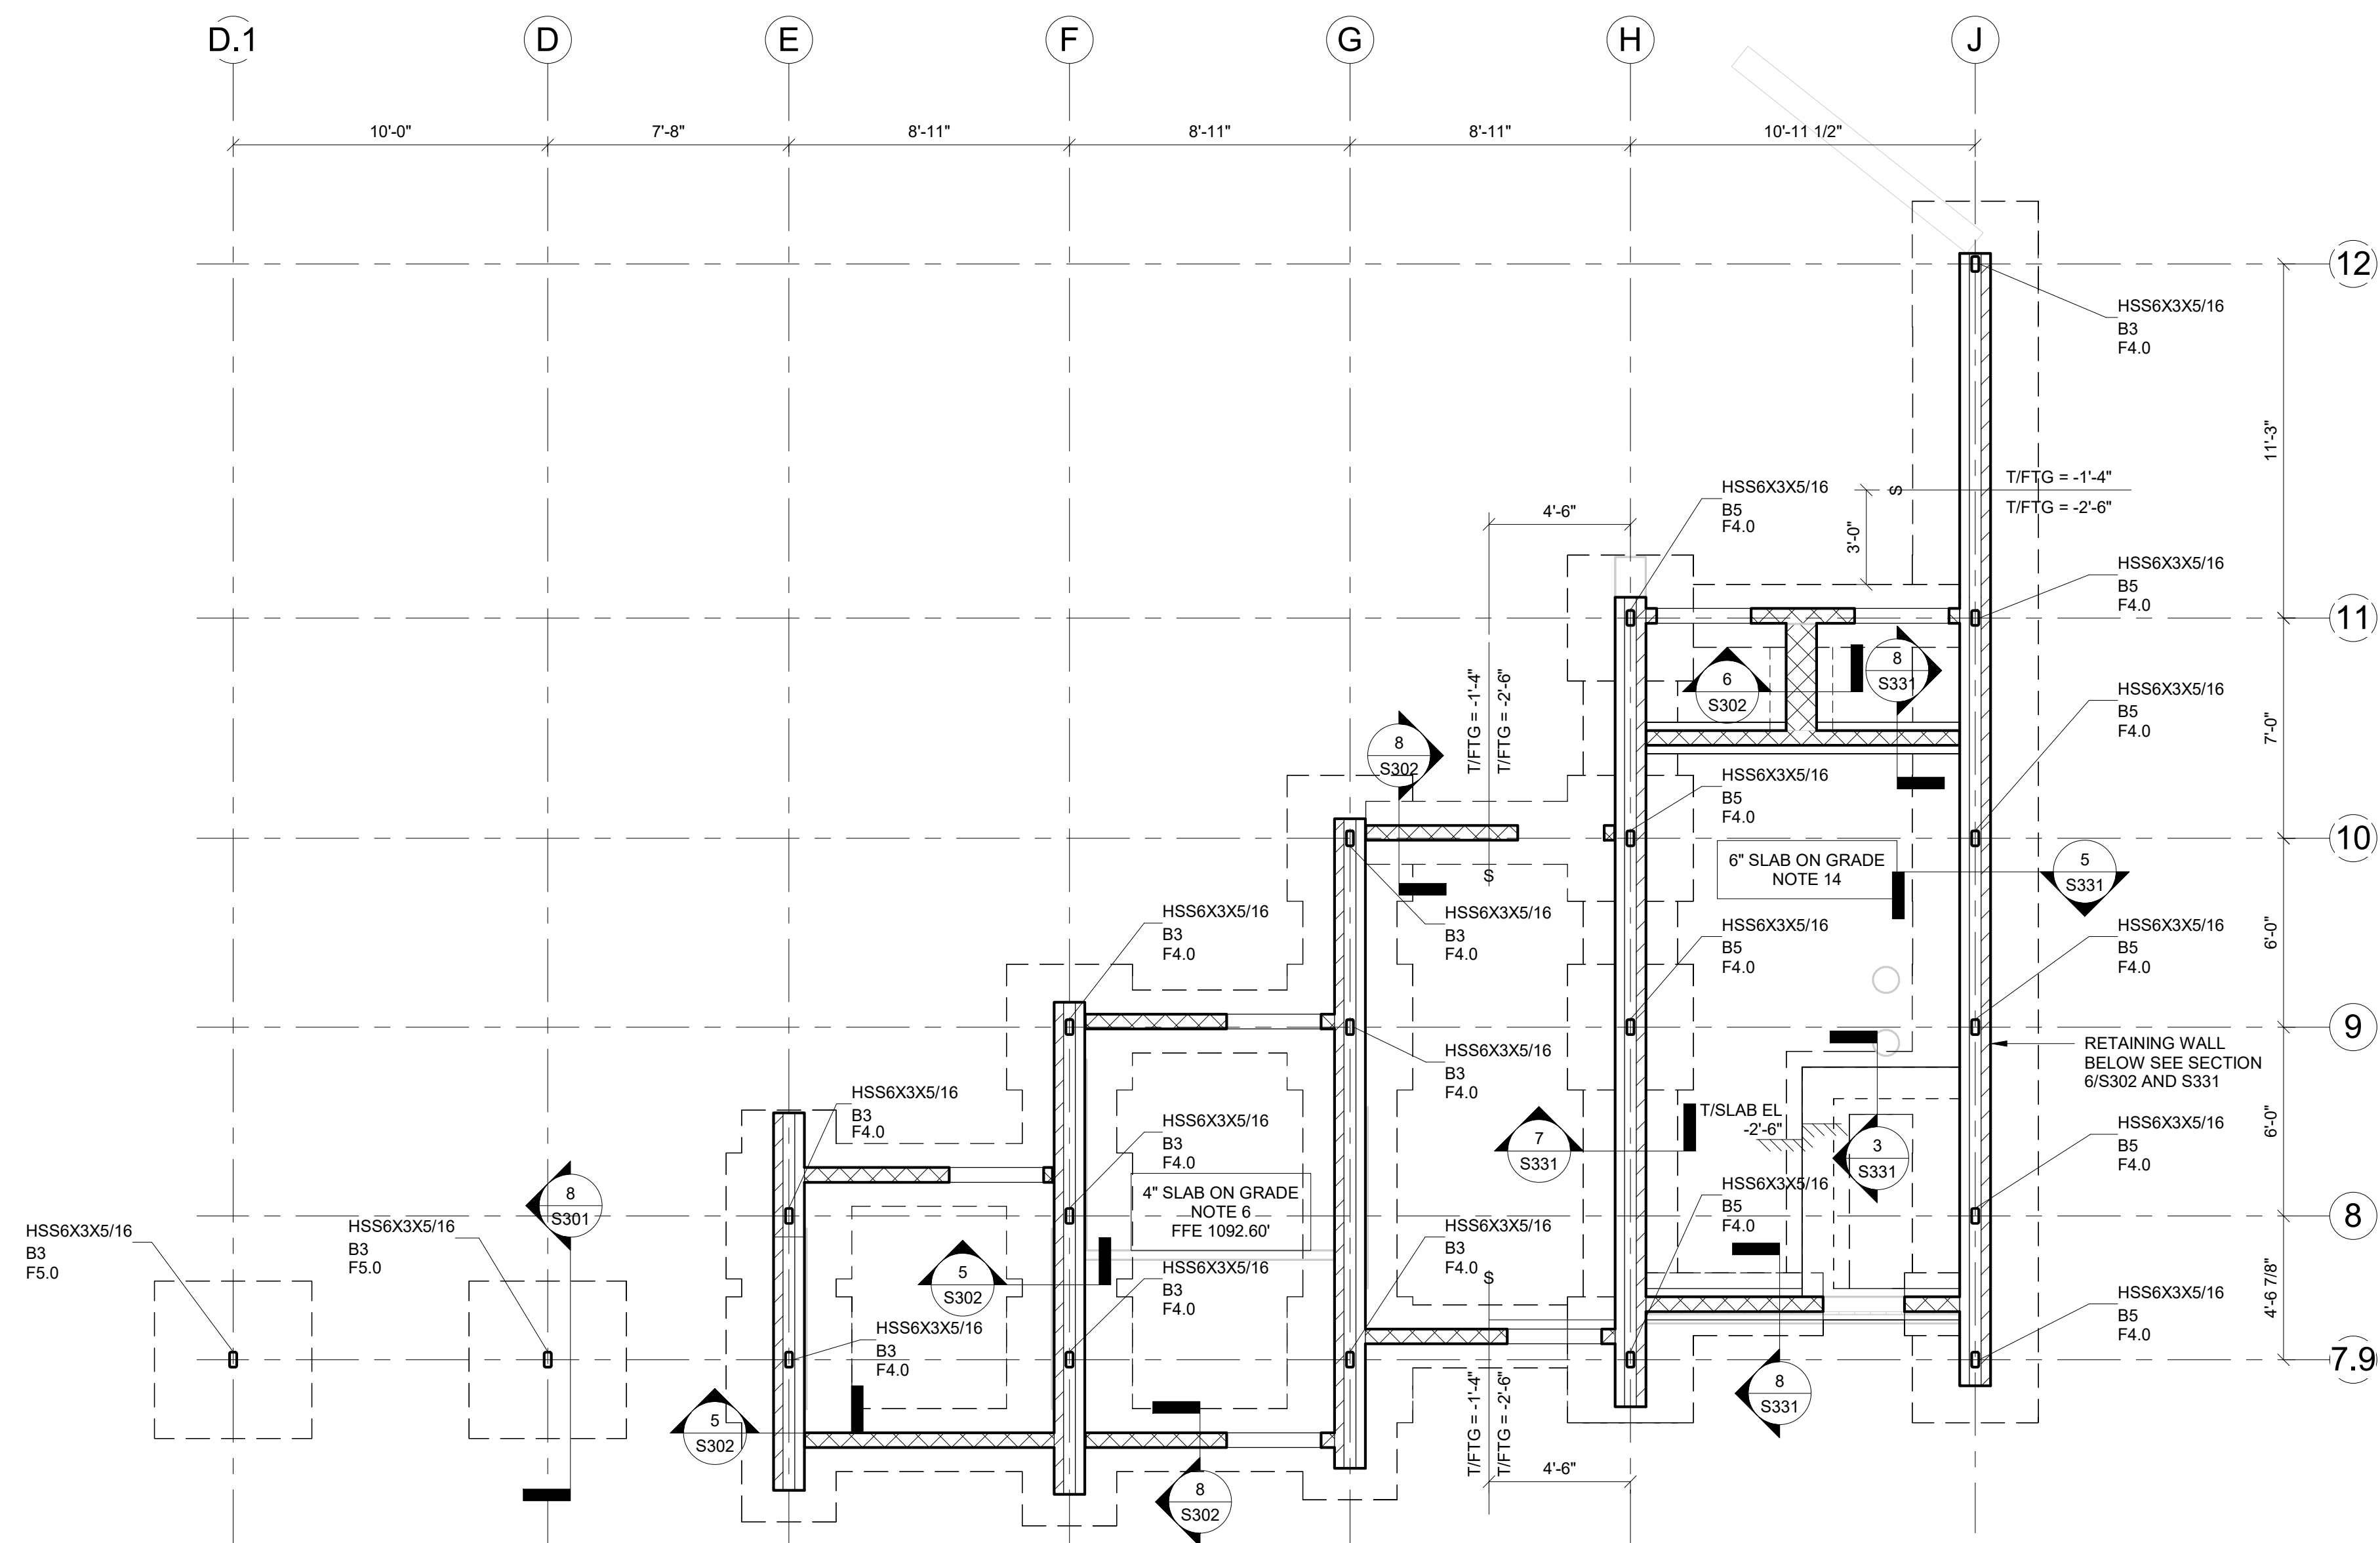 D.1
D
E
F
G
H
J
10'-0"
7'-8"
8'-11"
8'-11"
8'-11"
10'-11 1/2"
12
HSS6X3X5/16
B3
F4.0
11'-3"
T/FTG = -1'-4"
T/FTG = -2'-6"
S
3'-0"
HSS6X3X5/16
B5
F4.0
4'-6"
HSS6X3X5/16
B5
F4.0
11
8
S331
6
S302
T/FTG = -1'-4"
T/FTG = -2'-6"
HSS6X3X5/16
B5
F4.0
7'-0"
8
S302
HSS6X3X5/16
B5
F4.0
10
6" SLAB ON GRADE
NOTE 14
5
S331
S
HSS6X3X5/16
B3
F4.0
HSS6X3X5/16
B3
F4.0
HSS6X3X5/16
B5
F4.0
HSS6X3X5/16
B5
F4.0
6'-0"
9
HSS6X3X5/16
B3
F4.0
RETAINING WALL
BELOW SEE SECTION
6/S302 AND S331
HSS6X3X5/16
B3
F4.0
HSS6X3X5/16
B3
F4.0
7
S331
T/SLAB EL
-2'-6"
3
S331
HSS6X3X5/16
B5
F4.0
6'-0"
4" SLAB ON GRADE
NOTE 6
FFE 1092.60'
HSS6X3X5/16
B5
F4.0
8
8
S301
HSS6X3X5/16
B3
F5.0
HSS6X3X5/16
B3
F5.0
5
S302
HSS6X3X5/16
B3
F4.0
HSS6X3X5/16
B3
F4.0
S
HSS6X3X5/16
B5
F4.0
4'-6 7/8"
HSS6X3X5/16
B3
F4.0
7.9
5
S302
8
S302
T/FTG = -1'-4"
T/FTG = -2'-6"
4'-6"
8
S331